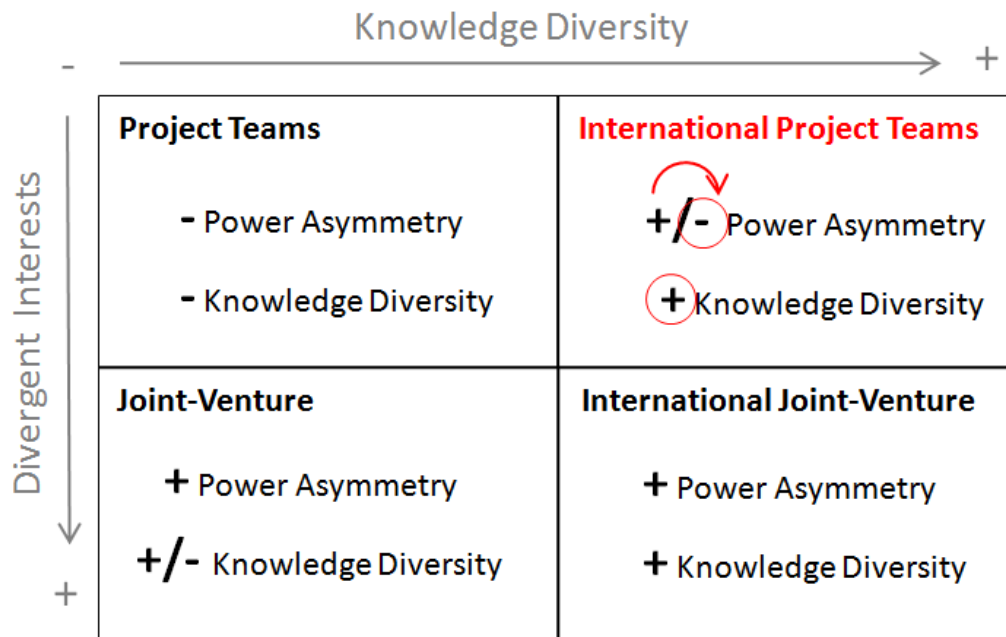 Knowledge Diversity
- +
Divergent Interests
+
Project Teams
- Power Asymmetry
- Knowledge Diversity
International Project Teams
+/- Power Asymmetry
+ Knowledge Diversity
Joint-Venture
+ Power Asymmetry
+/- Knowledge Diversity
International Joint-Venture
+ Power Asymmetry
+ Knowledge Diversity